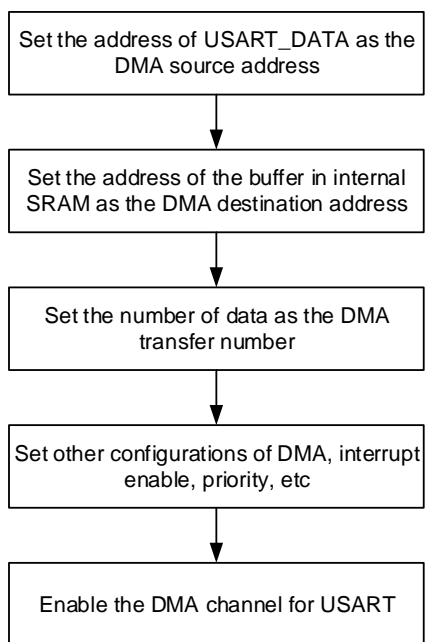 Set the address of USART_DATA as the
DMA source address
Set the address of the buffer in internal
SRAM as the DMA destination address
Set the number of data as the DMA
transfer number
Set other configurations of DMA, interrupt
enable, priority, etc
Enable the DMA channel for USART